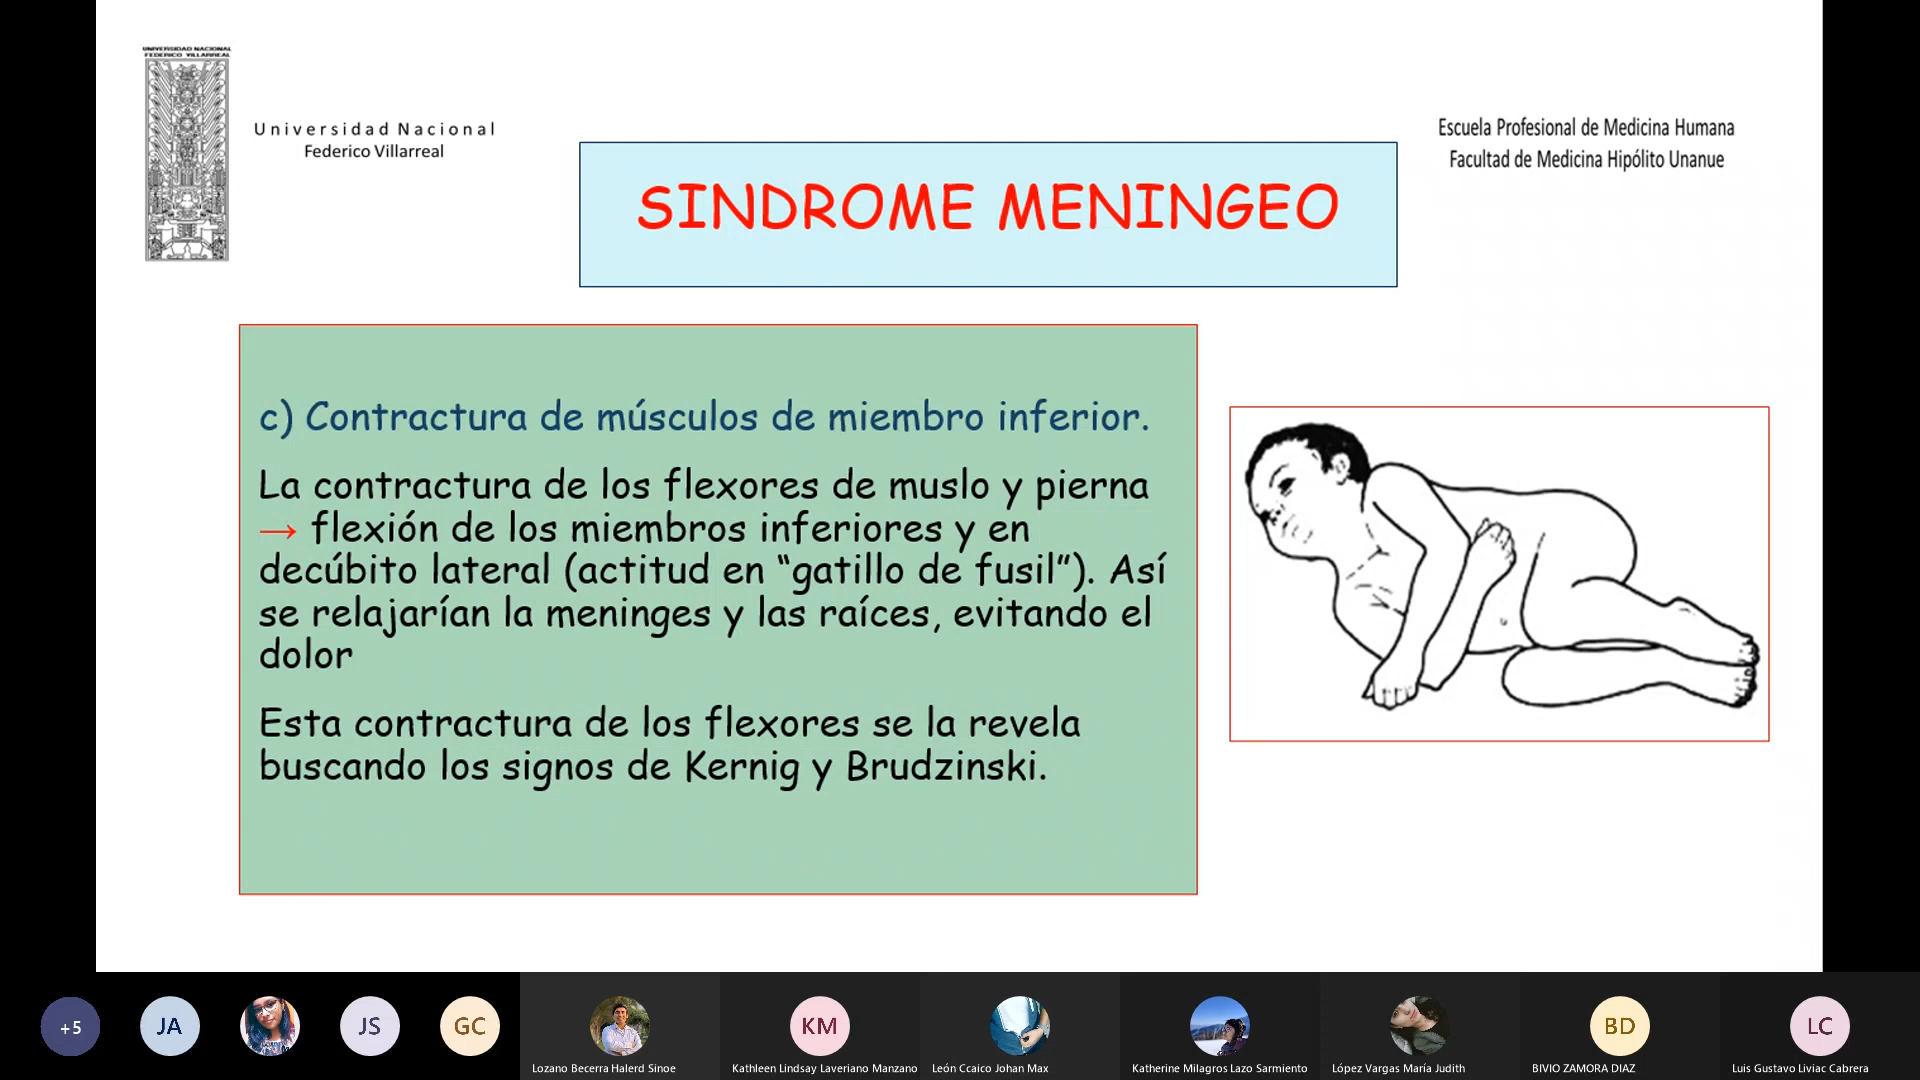 UNIVERSIDAD NACIONAL
FEDERICO VILLARREAL
Universidad Nacional
Federico Villarreal
Escuela Profesional de Medicina Humana
Facultad de Medicina Hipólito Unanue
SINDROME MENINGEO
c) Contractura de músculos de miembro inferior.
La contractura de los flexores de muslo y pierna
→ flexión de los miembros inferiores y en
decúbito lateral (actitud en “gatillo de fusil”). Así
se relajarían la meninges y las raíces, evitando el
dolor
Esta contractura de los flexores se la revela
buscando los signos de Kernig y Brudzinski.
+5
JA
JS
GC
KM
BD
LC
Lozano Becerra Halerd Sinoe
Kathleen Lindsay Laveriano Manzano
León Ccaico Johan Max
Katherine Milagros Lazo Sarmiento
López Vargas María Judith
BIVIO ZAMORA DIAZ
Luis Gustavo Liviac Cabrera